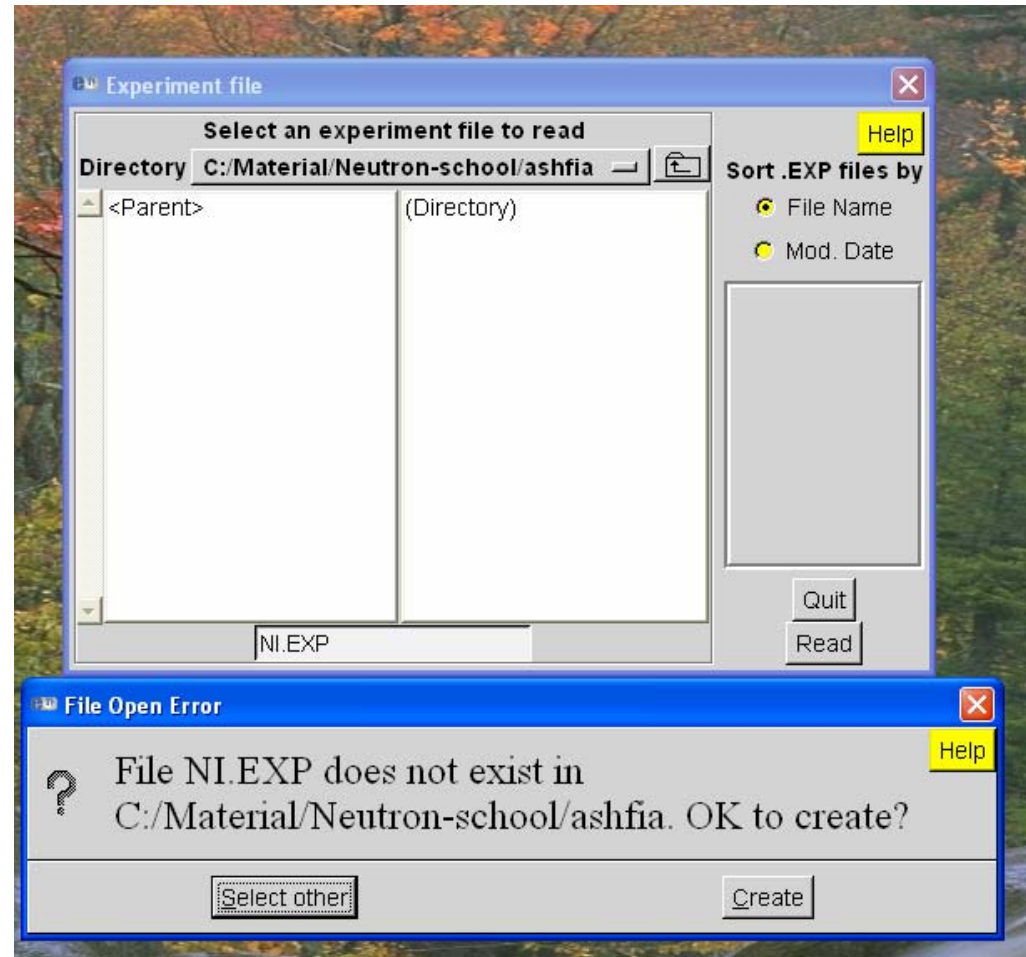 Experiment file
Select an experiment file to read
Help
Directory C:/Material/Neutron-school/ashfia
Sort .EXP files by
<Parent> (Directory)
File Name
Mod. Date
Quit
NI.EXP
Read
File Open Error
Help
File NI.EXP does not exist in
C:/Material/Neutron-school/ashfia. OK to create?
Select other Create